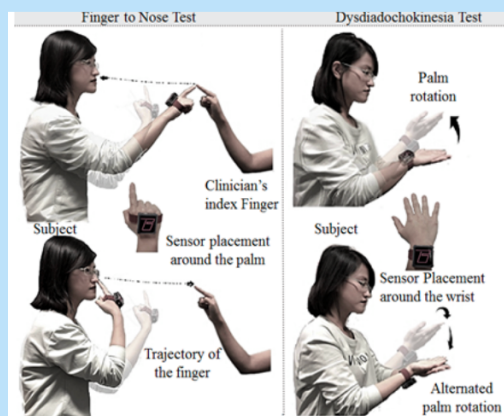 Finger to Nose Test
Clinician's
index Finger
Subject
Sensor placement
around the palm
Trajectory of
the finger
Dysdiadochokinesia Test
Palm
rotation
Subject
Sensor Placement
around the wrist
Alternated
palm rotation